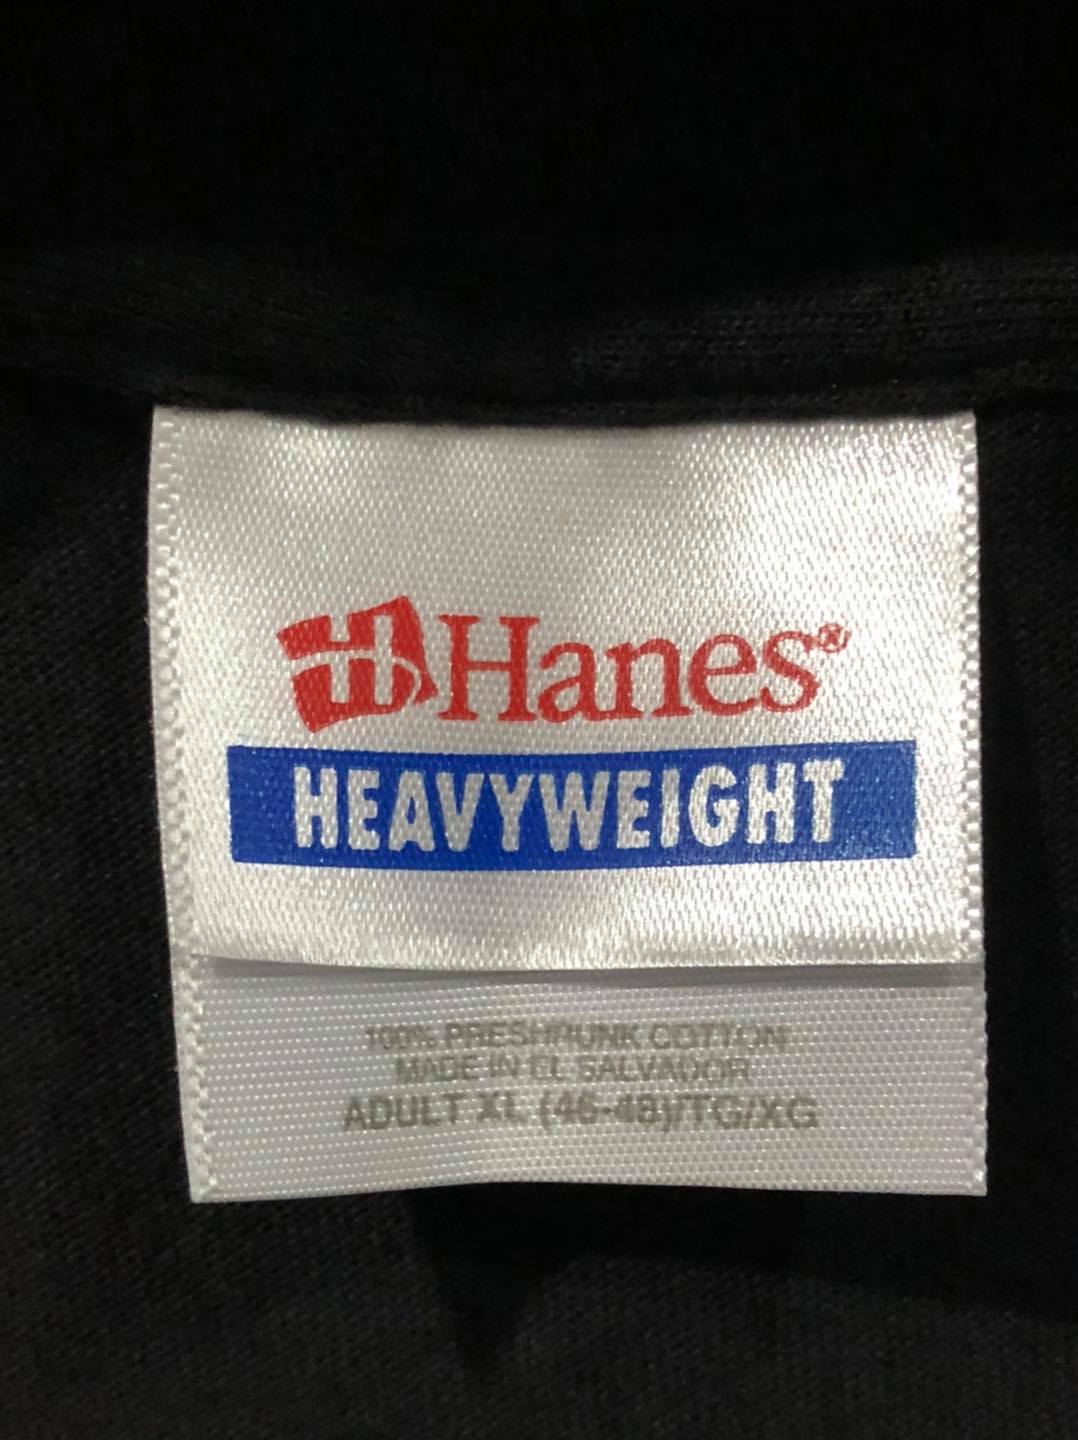 H Hanes®
HEAVYWEIGHT
100% PRESHRUNK COTTON
MADE IN EL SALVADOR
ADULT XL (46-48)/TG/XG